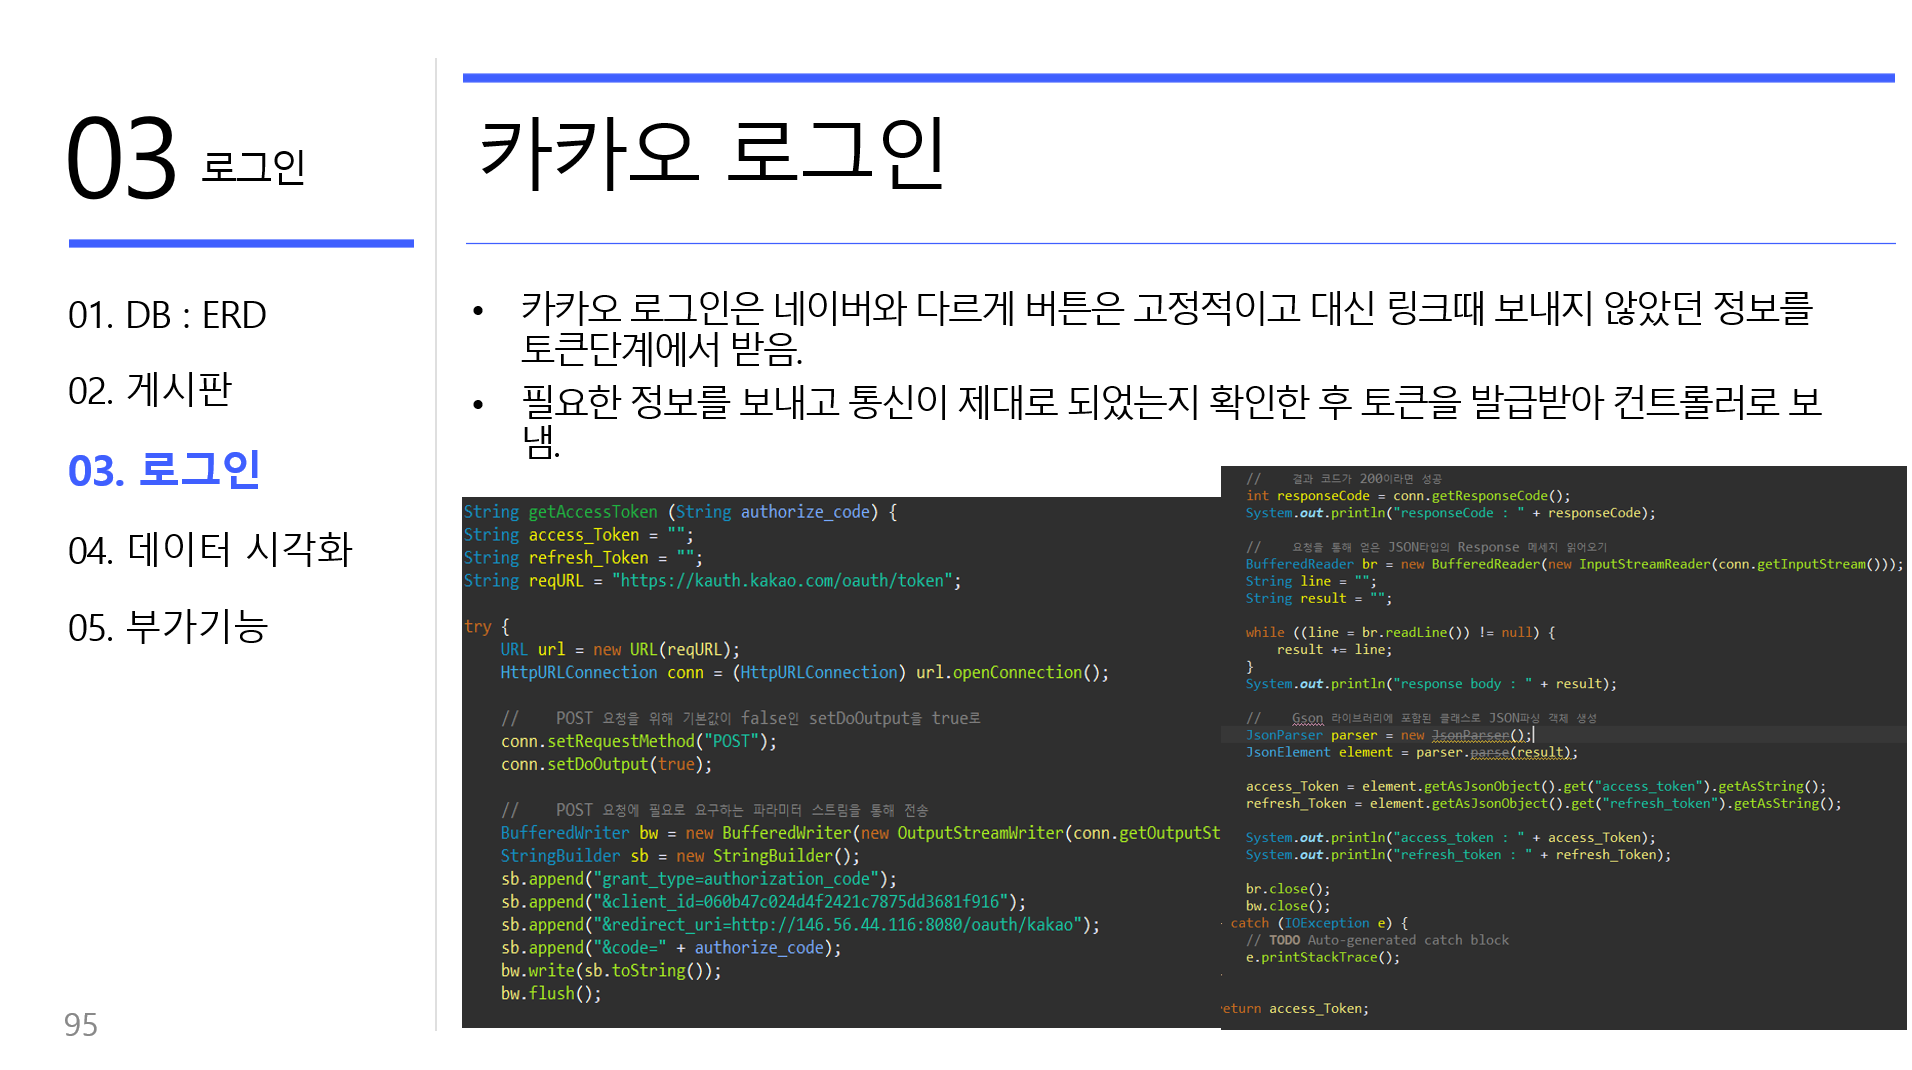 03 로그인
01. DB : ERD
02. 게시판
03. 로그인
04. 데이터 시각화
05. 부가기능
95
카카오 로그인
• 카카오 로그인은 네이버와 다르게 버튼은 고정적이고 대신 링크때 보내지 않았던 정보를
토큰단계에서 받음.
• 필요한 정보를 보내고 통신이 제대로 되었는지 확인한 후 토큰을 발급받아 컨트롤러로 보
냄.
String getAccessToken (String authorize_code) {
String access_Token = "";
String refresh_Token = "";
String reqURL = "https://kauth.kakao.com/oauth/token";
try {
URL url = new URL(reqURL);
HttpURLConnection conn = (HttpURLConnection) url.openConnection();
// POST 요청을 위해 기본값이 false인 setDoOutput을 true로
conn.setRequestMethod("POST");
conn.setDoOutput(true);
// POST 요청에 필요로 요구하는 파라미터 스트림을 통해 전송
BufferedWriter bw = new BufferedWriter(new OutputStreamWriter(conn.getOutputSt
StringBuilder sb = new StringBuilder();
sb.append("grant_type=authorization_code");
sb.append("&client_id=060b47c024d4f2421c7875dd3681f916");
sb.append("&redirect_uri=http://146.56.44.116:8080/oauth/kakao");
sb.append("&code=" + authorize_code);
bw.write(sb.toString());
bw.flush();
// 결과 코드가 200이라면 성공
int responseCode = conn.getResponseCode();
System.out.println("responseCode : " + responseCode);
// 요청을 통해 얻은 JSON타입의 Response 메세지 읽어오기
BufferedReader br = new BufferedReader(new InputStreamReader(conn.getInputStream()));
String line = "";
String result = "";
while ((line = br.readLine()) != null) {
result += line;
}
System.out.println("response body : " + result);
// Gson 라이브러리에 포함된 클래스로 JSON파싱 객체 생성
JsonParser parser = new JsonParser();
JsonElement element = parser.parse(result);
access_Token = element.getAsJsonObject().get("access_token").getAsString();
refresh_Token = element.getAsJsonObject().get("refresh_token").getAsString();
System.out.println("access_token : " + access_Token);
System.out.println("refresh_token : " + refresh_Token);
br.close();
bw.close();
catch (IOException e) {
// TODO Auto-generated catch block
e.printStackTrace();
eturn access_Token;